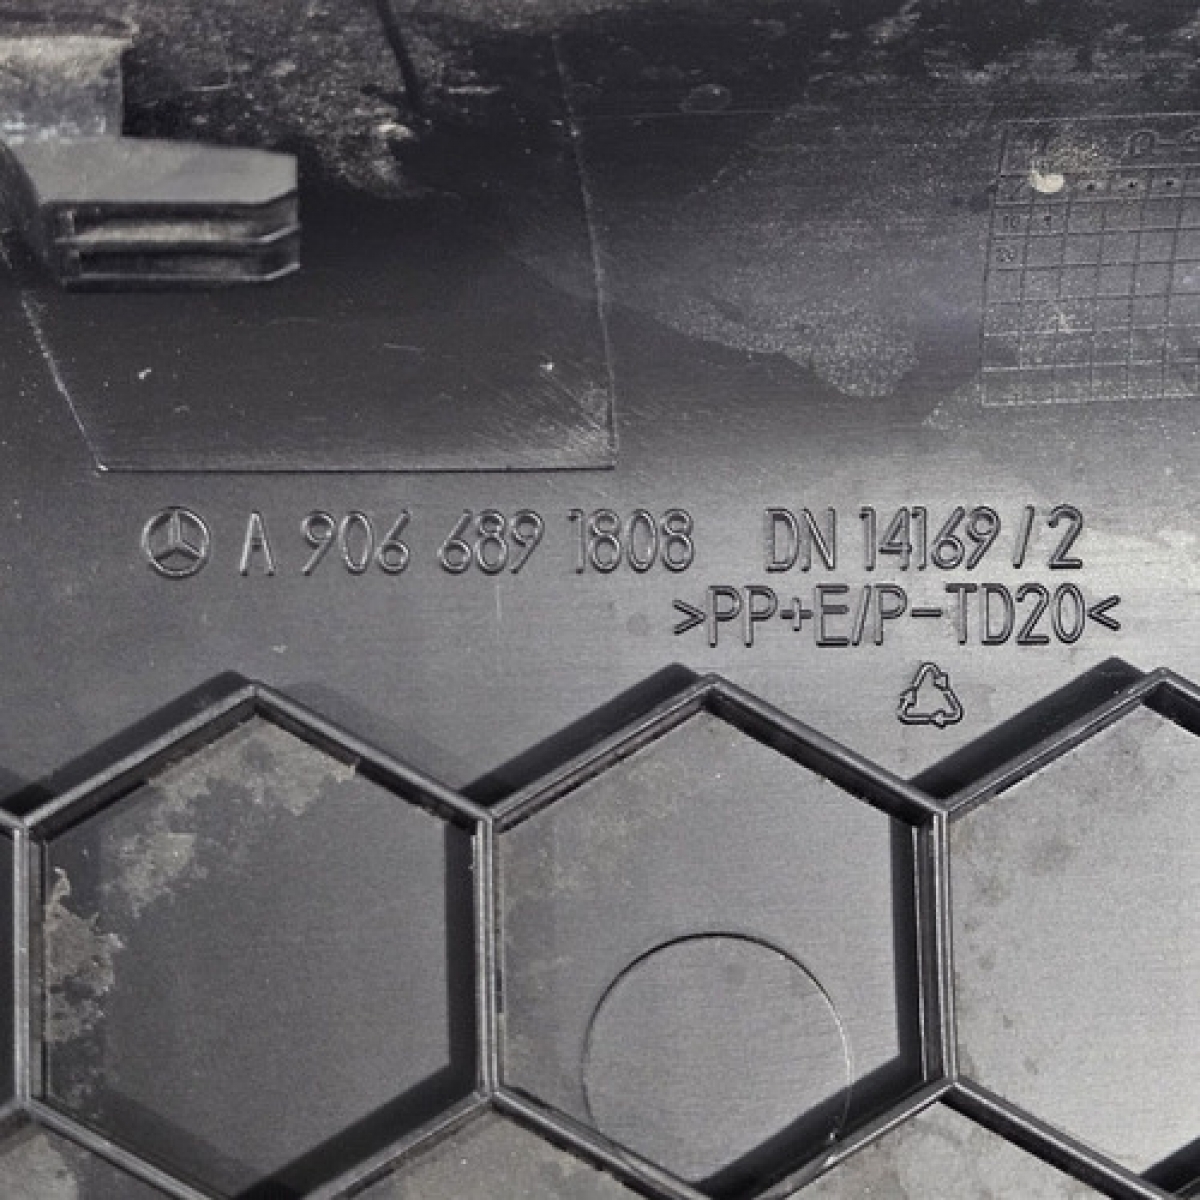 A 906 689 1808 DN 14169/2
>PP+E/P-TD20<